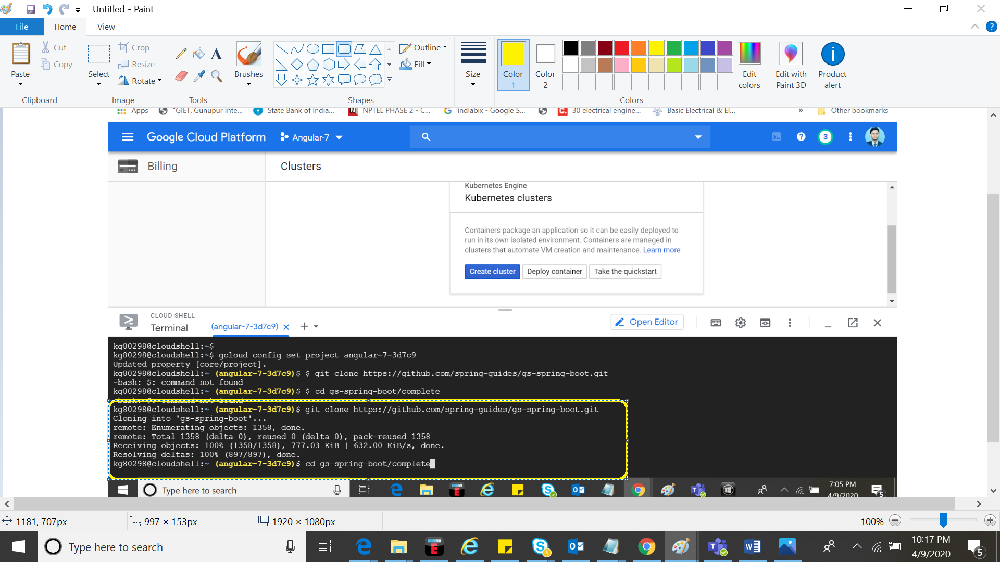 Untitled - Paint
File
Home
View
Paste
Cut
Copy
Clipboard
Select
Crop
Resize
Rotate
Image
A
Tools
Brushes
Outline
Fill
Shapes
Size
Color 1
Color 2
Edit colors
Colors
Edit with Paint 3D
Product alert
Apps
"GIET, Gunupur Inte...
State Bank of India...
NPTEL PHASE 2 - C...
indiabix - Google S...
30 electrical engine...
Basic Electrical & El...
»
Other bookmarks
Google Cloud Platform
Angular-7
3
Billing
Clusters
Kubernetes Engine
Kubernetes clusters
Containers package an application so it can be easily deployed to
run in its own isolated environment. Containers are managed in
clusters that automate VM creation and maintenance. Learn more
Create cluster
Deploy container
Take the quickstart
CLOUD SHELL
Terminal
(angular-7-3d7c9)
Open Editor
kg80298@cloudshell:~$
kg80298@cloudshell:~$ gcloud config set project angular-7-3d7c9
Updated property [core/project].
kg80298@cloudshell:~ (angular-7-3d7c9)$ $ git clone https://github.com/spring-guides/gs-spring-boot.git
-bash: $: command not found
kg80298@cloudshell:~ (angular-7-3d7c9)$ $ cd gs-spring-boot/complete
-bash: $: command not found
kg80298@cloudshell:~ (angular-7-3d7c9)$ git clone https://github.com/spring-guides/gs-spring-boot.git
Cloning into 'gs-spring-boot'...
remote: Enumerating objects: 1358, done.
remote: Total 1358 (delta 0), reused 0 (delta 0), pack-reused 1358
Receiving objects: 100% (1358/1358), 777.03 KiB | 632.00 KiB/s, done.
Resolving deltas: 100% (897/897), done.
kg80298@cloudshell:~ (angular-7-3d7c9)$ cd gs-spring-boot/complete
Type here to search
7:05 PM
4/9/2020
5
1181, 707px
997 × 153px
1920 × 1080px
100%
Type here to search
10:17 PM
4/9/2020
5